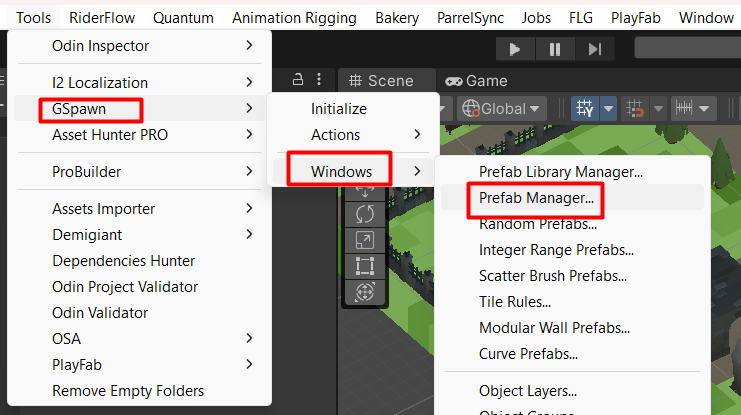 Tools RiderFlow Quantum Animation Rigging Bakery ParrelSync Jobs FLG PlayFab Window
Odin Inspector
I2 Localization
GSpawn
Asset Hunter PRO
ProBuilder
Assets Importer
Demigiant
Dependencies Hunter
Odin Project Validator
Odin Validator
OSA
PlayFab
Remove Empty Folders
Scene Game
Global
Initialize
Actions
Windows
Prefab Library Manager...
Prefab Manager...
Random Prefabs...
Integer Range Prefabs...
Scatter Brush Prefabs...
Tile Rules...
Modular Wall Prefabs...
Curve Prefabs...
Object Layers...
Object Groups...